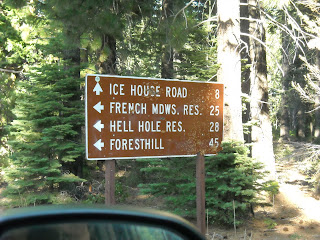 ICE HOUSE ROAD 8
FRENCH MDWS. RES. 25
HELL HOLE RES. 28
FORESTHILL 45